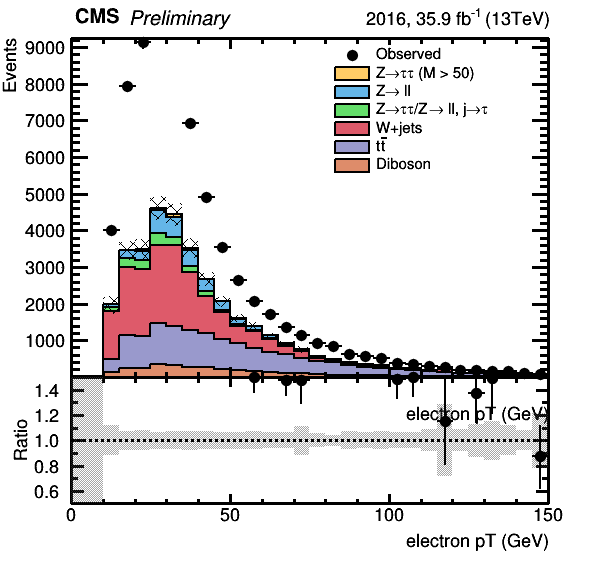 CMS Preliminary 2016, 35.9 fb⁻¹ (13TeV)
Events
9000
8000
7000
6000
5000
4000
3000
2000
1000
Observed
Z→ττ (M > 50)
Z→ ll
Z→ττ/Z→ ll, j→τ
W+jets
tt̄
Diboson
electron pT (GeV)
Ratio
1.4
1.2
1.0
0.8
0.6
0 50 100 150
electron pT (GeV)